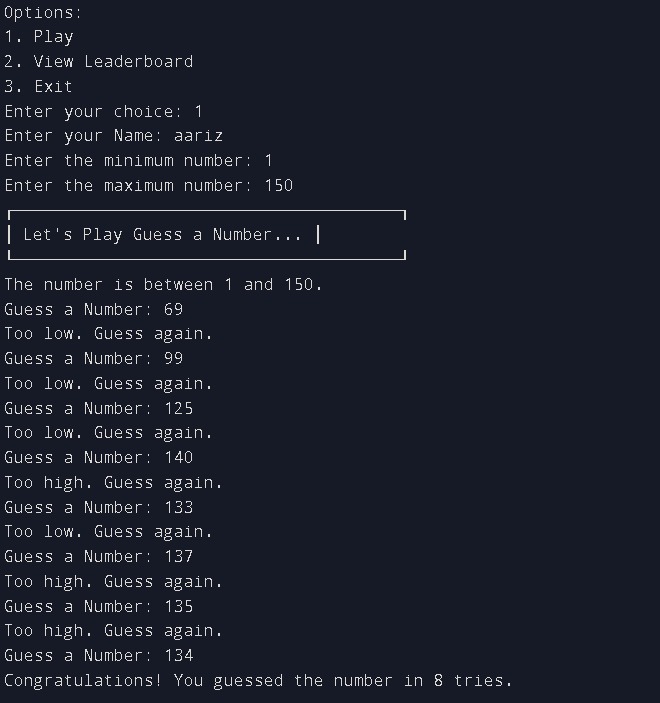 Options:
1. Play
2. View Leaderboard
3. Exit
Enter your choice: 1
Enter your Name: aariz
Enter the minimum number: 1
Enter the maximum number: 150
Let's Play Guess a Number...
The number is between 1 and 150.
Guess a Number: 69
Too low. Guess again.
Guess a Number: 99
Too low. Guess again.
Guess a Number: 125
Too low. Guess again.
Guess a Number: 140
Too high. Guess again.
Guess a Number: 133
Too low. Guess again.
Guess a Number: 137
Too high. Guess again.
Guess a Number: 135
Too high. Guess again.
Guess a Number: 134
Congratulations! You guessed the number in 8 tries.